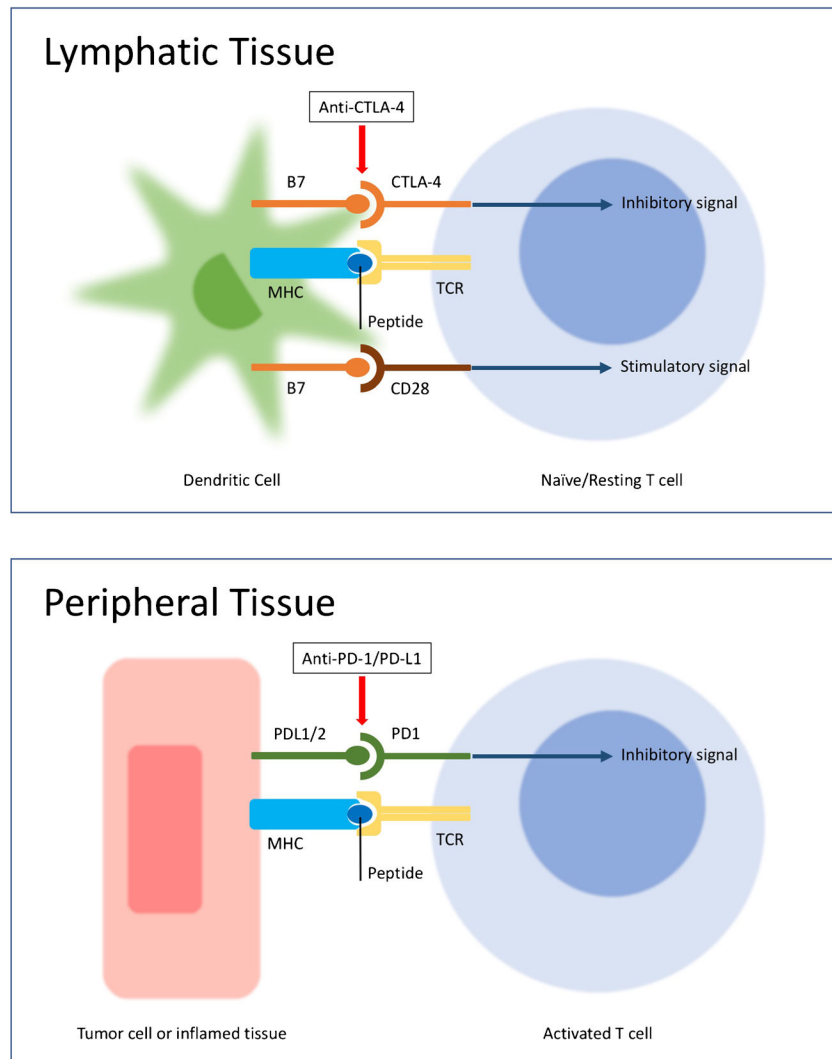 Lymphatic Tissue
Anti-CTLA-4
B7
CTLA-4
Inhibitory signal
MHC
TCR
Peptide
B7
CD28
Stimulatory signal
Dendritic Cell
Naïve/Resting T cell
Peripheral Tissue
Anti-PD-1/PD-L1
PDL1/2
PD1
Inhibitory signal
MHC
TCR
Peptide
Tumor cell or inflamed tissue
Activated T cell